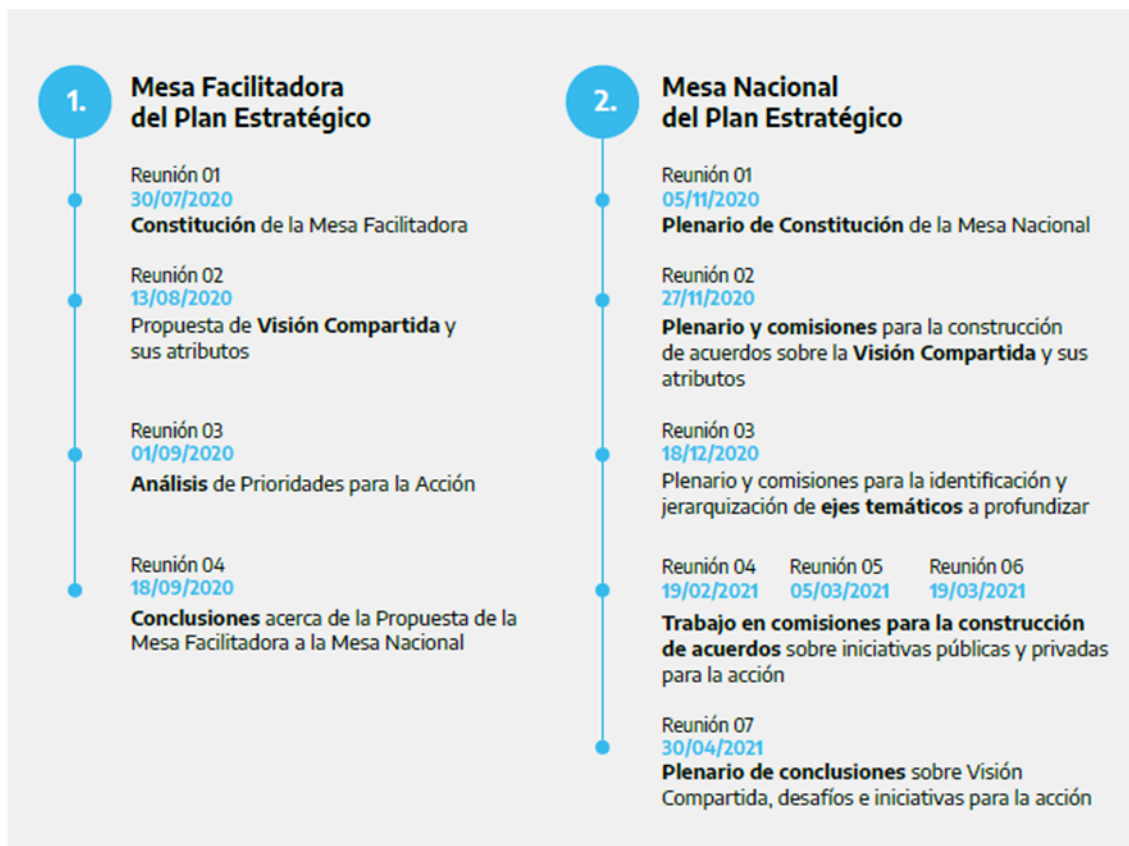 1.
Mesa Facilitadora
del Plan Estratégico
Reunión 01
30/07/2020
Constitución de la Mesa Facilitadora
Reunión 02
13/08/2020
Propuesta de Visión Compartida y
sus atributos
Reunión 03
01/09/2020
Análisis de Prioridades para la Acción
Reunión 04
18/09/2020
Conclusiones acerca de la Propuesta de la
Mesa Facilitadora a la Mesa Nacional
2.
Mesa Nacional
del Plan Estratégico
Reunión 01
05/11/2020
Plenario de Constitución de la Mesa Nacional
Reunión 02
27/11/2020
Plenario y comisiones para la construcción
de acuerdos sobre la Visión Compartida y sus
atributos
Reunión 03
18/12/2020
Plenario y comisiones para la identificación y
jerarquización de ejes temáticos a profundizar
Reunión 04 Reunión 05 Reunión 06
19/02/2021 05/03/2021 19/03/2021
Trabajo en comisiones para la construcción
de acuerdos sobre iniciativas públicas y privadas
para la acción
Reunión 07
30/04/2021
Plenario de conclusiones sobre Visión
Compartida, desafíos e iniciativas para la acción